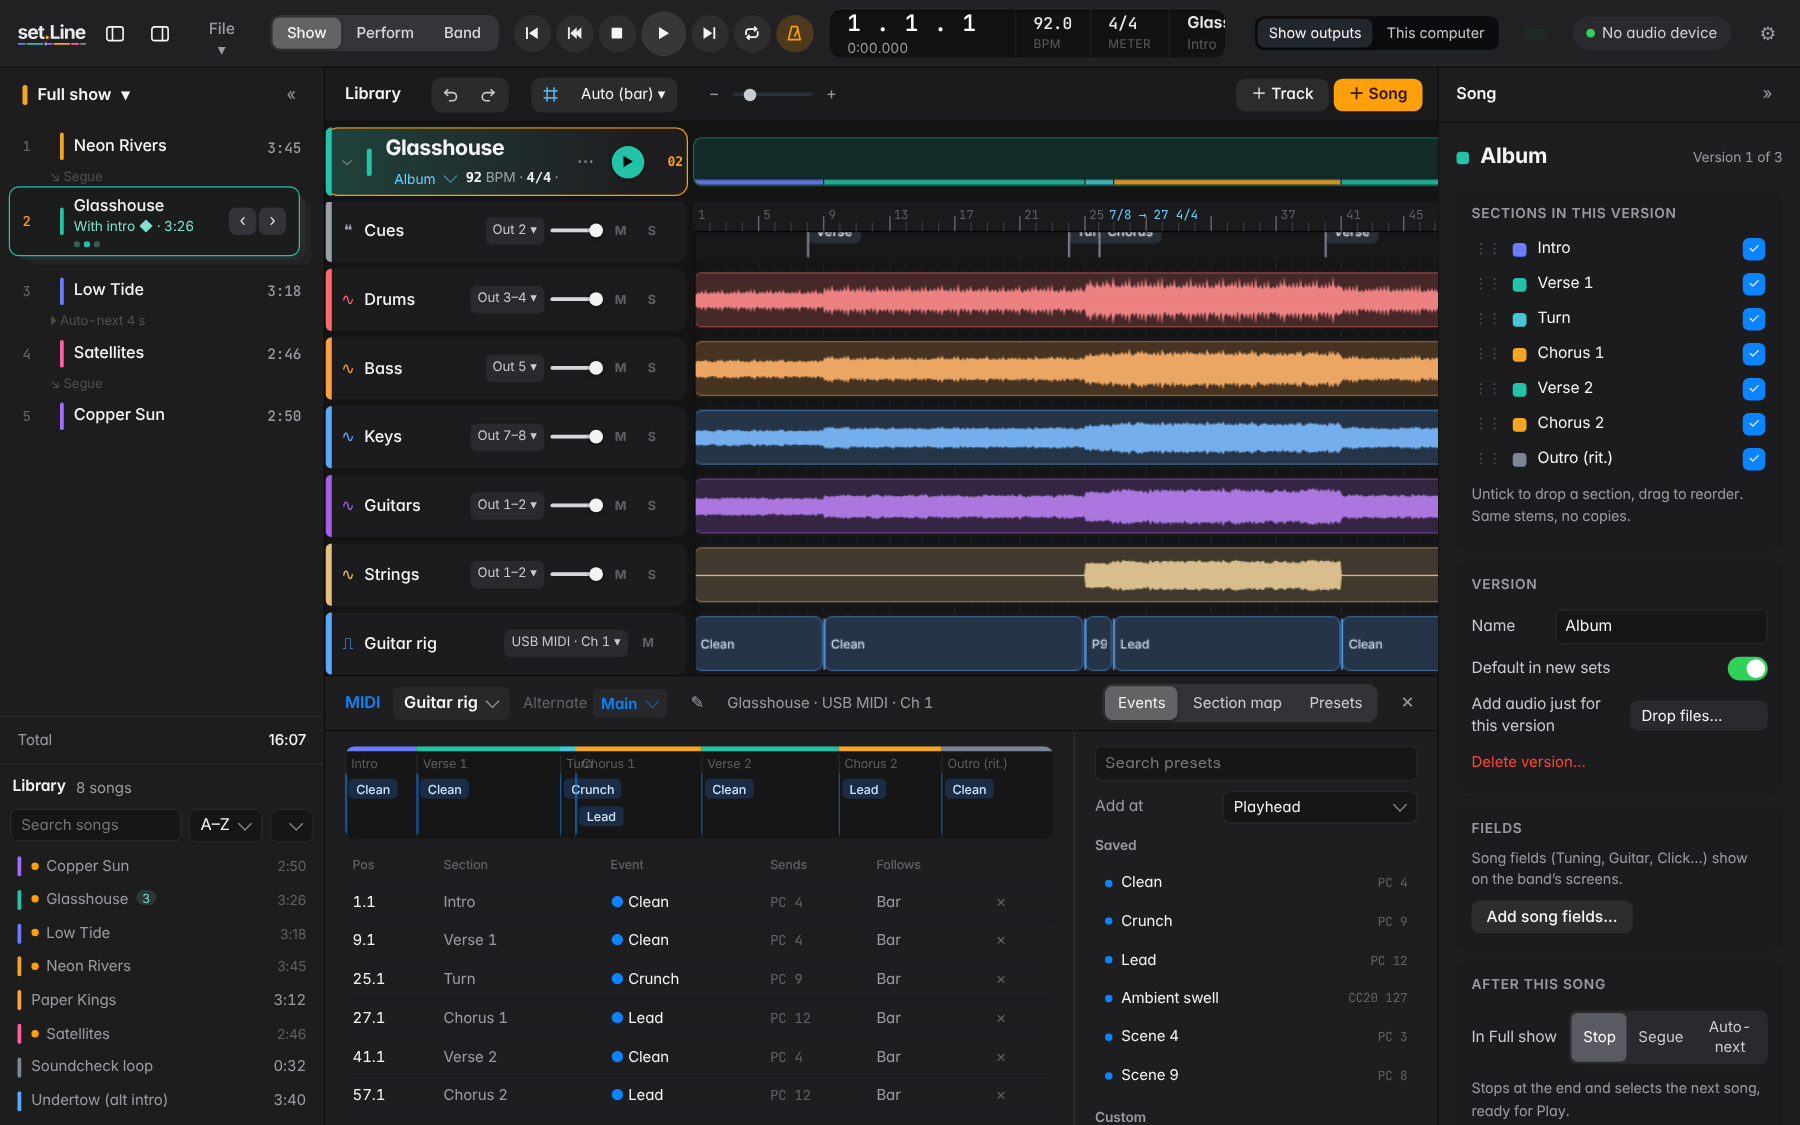 set.Line
File ▾
Show Perform Band
1 . 1 . 1
0:00.000
92.0
BPM
4/4
METER
Glass
Intro
Show outputs This computer
No audio device
Full show ▾ «
1 Neon Rivers 3:45
↘ Segue
2 Glasshouse
With intro ◆ · 3:26
‹ ›
3 Low Tide 3:18
Auto-next 4 s
4 Satellites 2:46
↘ Segue
5 Copper Sun 2:50
Total 16:07
Library 8 songs
Search songs A–Z
Copper Sun 2:50
Glasshouse 3 3:26
Low Tide 3:18
Neon Rivers 3:45
Paper Kings 3:12
Satellites 2:46
Soundcheck loop 0:32
Undertow (alt intro) 3:40
Library Auto (bar) ▾ − +
+ Track + Song
Glasshouse ··· 02
Album 92 BPM · 4/4 ·
1 5 9 13 17 21 25 7/8 → 27 4/4 37 41 45
Cues Out 2 ▾ M S
Verse Turn Chorus Verse
Drums Out 3–4 ▾ M S
Bass Out 5 ▾ M S
Keys Out 7–8 ▾ M S
Guitars Out 1–2 ▾ M S
Strings Out 1–2 ▾ M S
Guitar rig USB MIDI · Ch 1 ▾ M
Clean Clean P9 Lead Clean
MIDI Guitar rig Alternate Main ✎ Glasshouse · USB MIDI · Ch 1
Events Section map Presets ×
Intro Verse 1 Turn Chorus 1 Verse 2 Chorus 2 Outro (rit.)
Clean Clean Crunch Clean Lead Clean
Lead
Pos Section Event Sends Follows
1.1 Intro Clean PC 4 Bar ×
9.1 Verse 1 Clean PC 4 Bar ×
25.1 Turn Crunch PC 9 Bar ×
27.1 Chorus 1 Lead PC 12 Bar ×
41.1 Verse 2 Clean PC 4 Bar ×
57.1 Chorus 2 Lead PC 12 Bar ×
Search presets
Add at Playhead
Saved
Clean PC 4
Crunch PC 9
Lead PC 12
Ambient swell CC20 127
Scene 4 PC 3
Scene 9 PC 8
Custom
Song »
Album Version 1 of 3
SECTIONS IN THIS VERSION
Intro
Verse 1
Turn
Chorus 1
Verse 2
Chorus 2
Outro (rit.)
Untick to drop a section, drag to reorder.
Same stems, no copies.
VERSION
Name Album
Default in new sets
Add audio just for
this version
Drop files...
Delete version...
FIELDS
Song fields (Tuning, Guitar, Click...) show
on the band's screens.
Add song fields...
AFTER THIS SONG
In Full show Stop Segue Auto-
next
Stops at the end and selects the next song,
ready for Play.